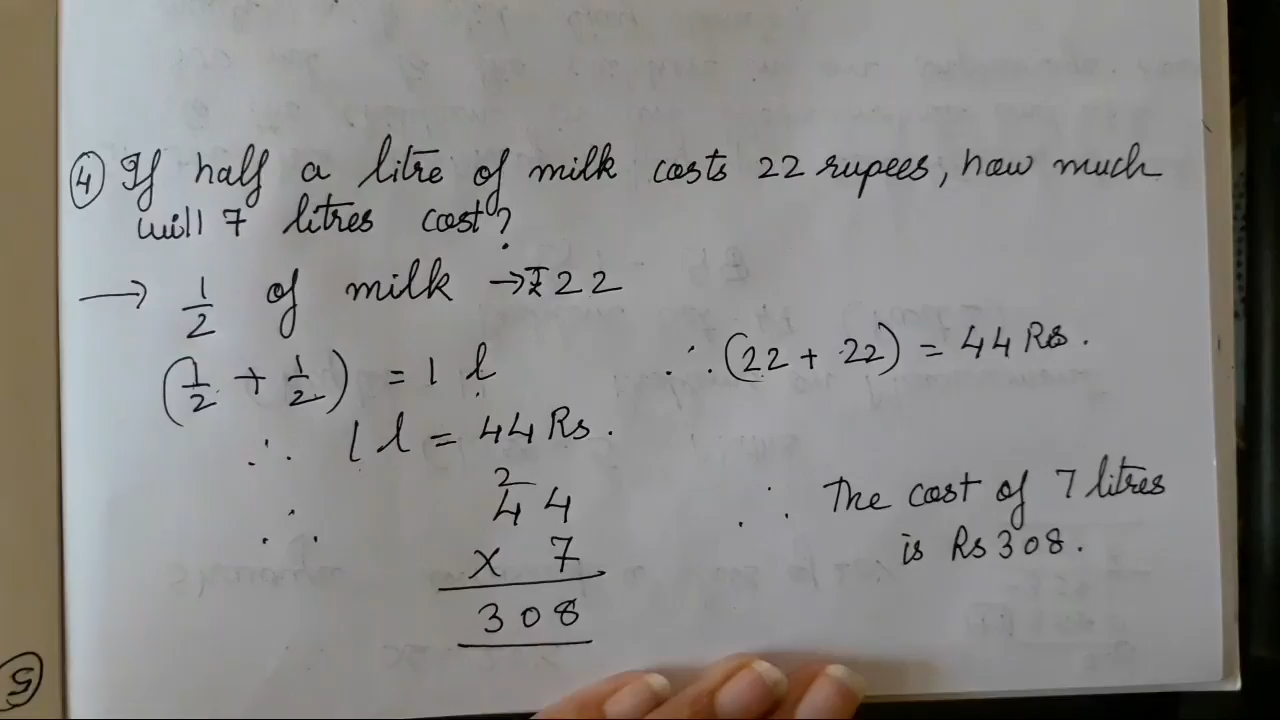 ④ If half a litre of milk costs 22 rupees, how much
will 7 litres cost?
→ 1/2 of milk → ₹22
(1/2 + 1/2) = 1 l ∴ (22 + 22) = 44 Rs.
∴ 1 l = 44 Rs.
2
∴ 44
x 7
308
∴ The cost of 7 litres
is Rs 308.
5